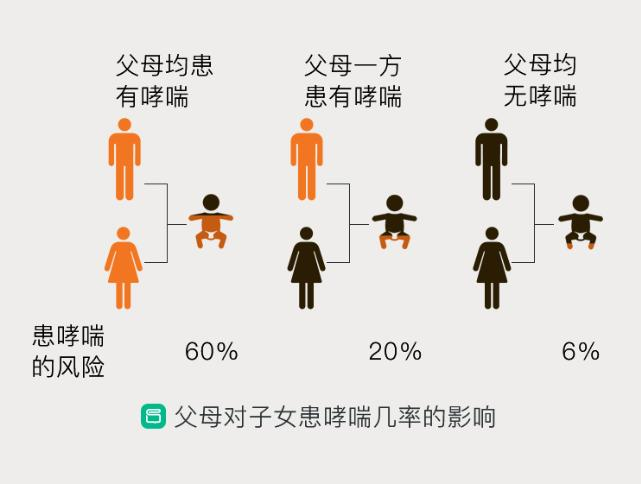 父母均患
有哮喘
父母一方
患有哮喘
父母均
无哮喘
患哮喘
的风险
60%
20%
6%
父母对子女患哮喘几率的影响